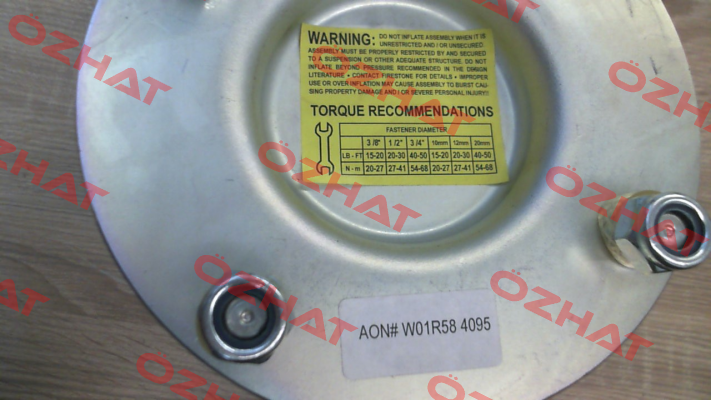 WARNING: DO NOT INFLATE ASSEMBLY WHEN IT IS
UNRESTRICTED AND / OR UNSECURED.
ASSEMBLY MUST BE PROPERLY RESTRICTED BY AND SECURED
TO A SUSPENSION OR OTHER ADEQUATE STRUCTURE. DO NOT
INFLATE BEYOND PRESSURE RECOMMENDED IN THE DESIGN
LITERATURE • CONTACT FIRESTONE FOR DETAILS • IMPROPER
USE OR OVER INFLATION MAY CAUSE ASSEMBLY TO BURST CAU-
SING PROPERTY DAMAGE AND / OR SEVERE PERSONAL INJURY!!
TORQUE RECOMMENDATIONS
FASTENER DIAMETER
3 /8" 1 /2" 3 /4" 10mm 12mm 20mm
LB - FT 15-20 20-30 40-50 15-20 20-30 40-50
N - m 20-27 27-41 54-68 20-27 27-41 54-68
AON# W01R58 4095
ÖZHAT
ÖZHAT
ÖZHAT
ÖZHAT
ÖZHAT
ÖZHAT
ÖZHAT